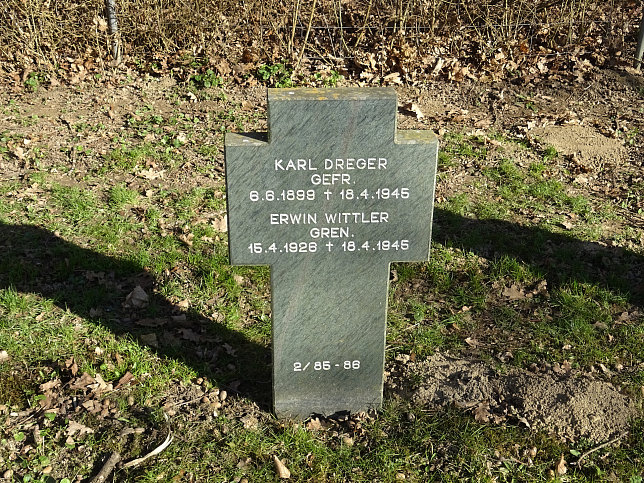 KARL DREGER
GEFR.
6.6.1899 † 18.4.1945
ERWIN WITTLER
GREN.
15.4.1926 † 18.4.1945
2/85-86